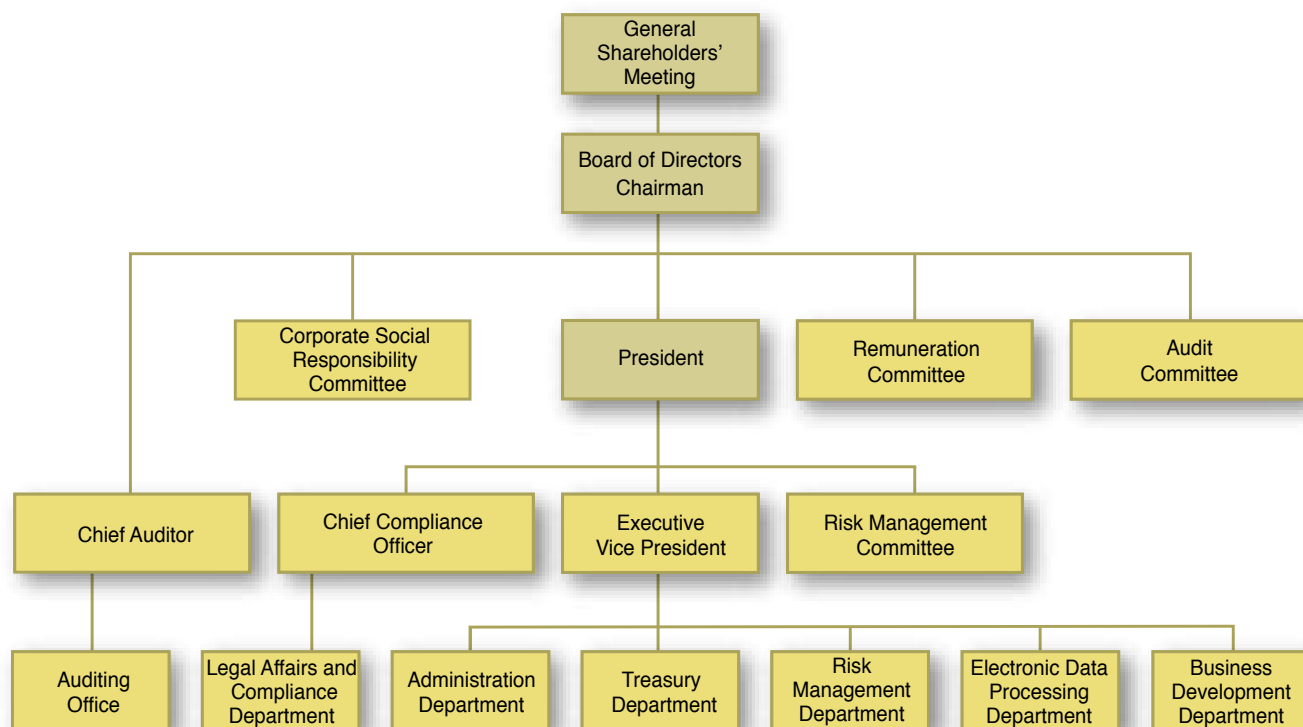 General
Shareholders’
Meeting
Board of Directors
Chairman
Corporate Social
Responsibility
Committee
President
Remuneration
Committee
Audit
Committee
Chief Auditor
Chief Compliance
Officer
Executive
Vice President
Risk Management
Committee
Auditing
Office
Legal Affairs and
Compliance
Department
Administration
Department
Treasury
Department
Risk
Management
Department
Electronic Data
Processing
Department
Business
Development
Department